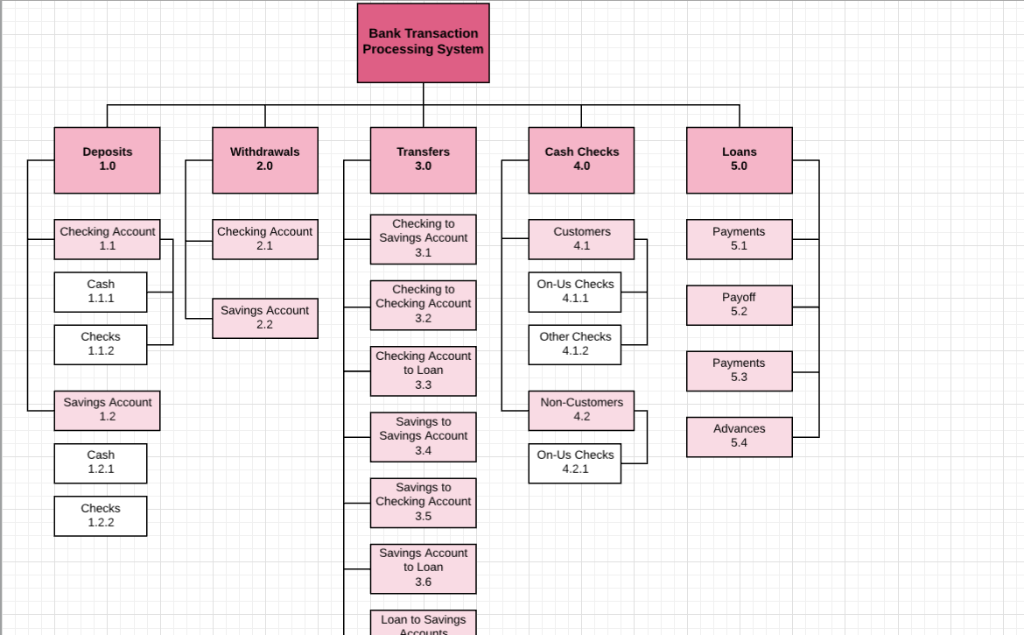 Bank Transaction
Processing System
Deposits
1.0
Withdrawals
2.0
Transfers
3.0
Cash Checks
4.0
Loans
5.0
Checking Account
1.1
Cash
1.1.1
Checks
1.1.2
Savings Account
1.2
Cash
1.2.1
Checks
1.2.2
Checking Account
2.1
Savings Account
2.2
Checking to
Savings Account
3.1
Checking to
Checking Account
3.2
Checking Account
to Loan
3.3
Savings to
Savings Account
3.4
Savings to
Checking Account
3.5
Savings Account
to Loan
3.6
Loan to Savings
Accounts
Customers
4.1
On-Us Checks
4.1.1
Other Checks
4.1.2
Non-Customers
4.2
On-Us Checks
4.2.1
Payments
5.1
Payoff
5.2
Payments
5.3
Advances
5.4